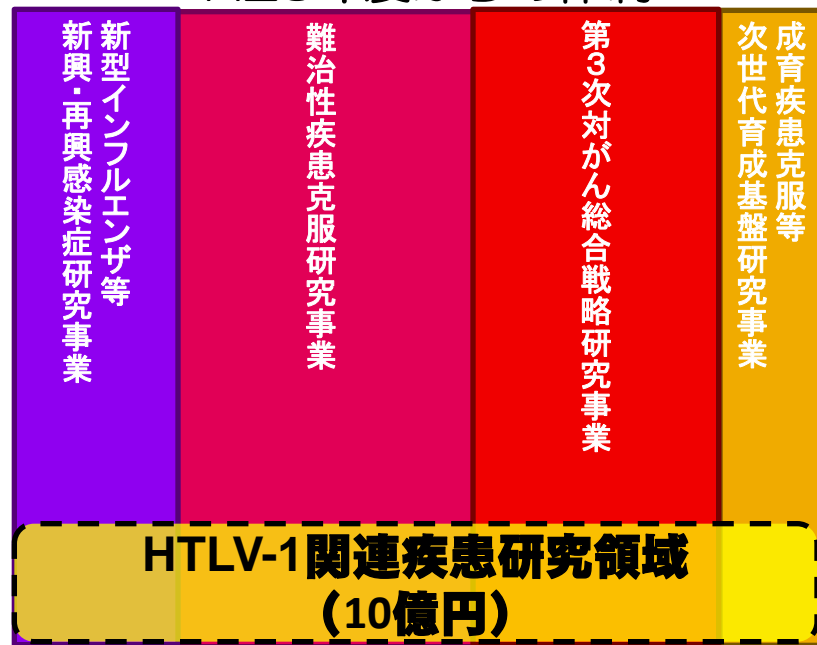 新型インフルエンザ等
新興・再興感染症研究事業
難治性疾患克服研究事業
第３次対がん総合戦略研究事業
成育疾患克服等
次世代育成基盤研究事業
HTLV-1関連疾患研究領域
（10億円）